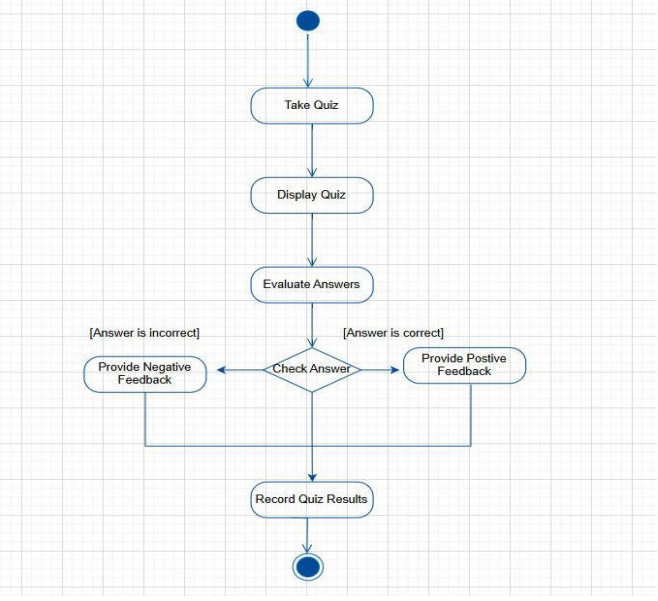 Take Quiz
Display Quiz
Evaluate Answers
[Answer is incorrect]
[Answer is correct]
Provide Negative
Feedback
Check Answer
Provide Postive
Feedback
Record Quiz Results